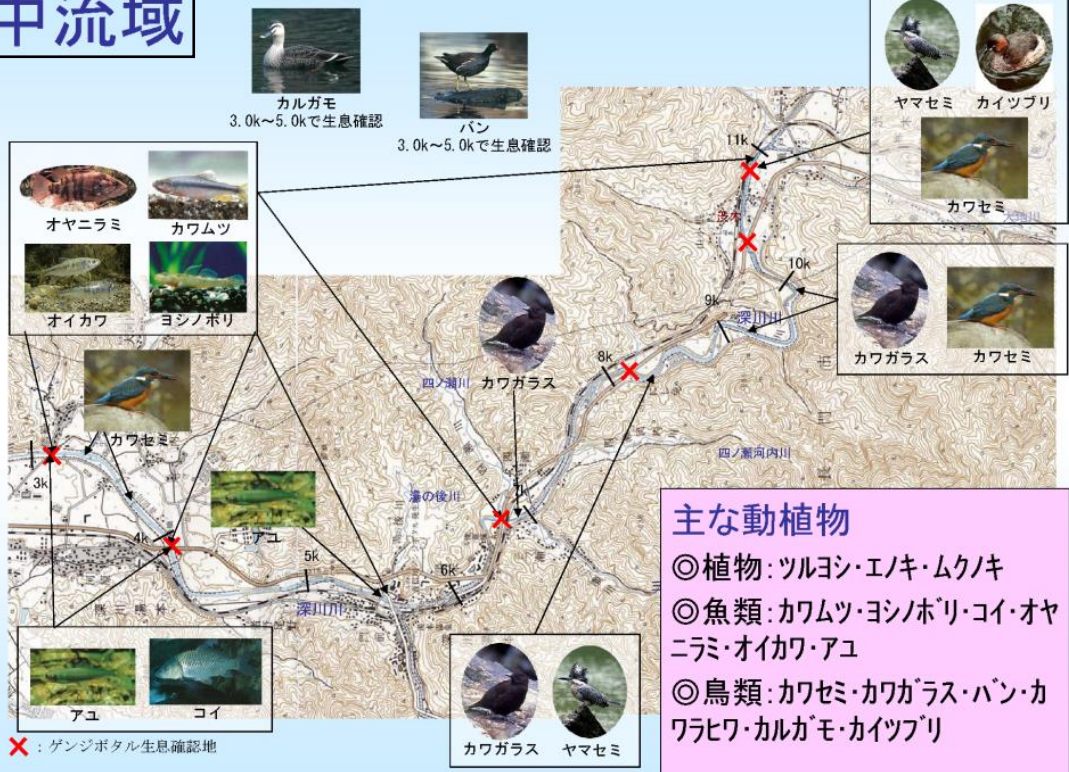 中流域
カルガモ
3.0k～5.0kで生息確認
バン
3.0k～5.0kで生息確認
ヤマセミ カイツブリ
カワセミ
オヤニラミ カワムツ
オイカワ ヨシノボリ
11k
渋木
大地川
10k
カワガラス カワセミ
9k
深川川
8k
カワガラス
四ノ瀬川
カワセミ
四ノ瀬河内川
3k
湯の後川
アユ
7k
4k
5k
6k
深川川
主な動植物
◎植物:ツルヨシ・エノキ・ムクノキ
◎魚類:カワムツ・ヨシノボリ・コイ・オヤ
ニラミ・オイカワ・アユ
◎鳥類:カワセミ・カワガラス・バン・カ
ワラヒワ・カルガモ・カイツブリ
アユ コイ
カワガラス ヤマセミ
×:ゲンジボタル生息確認地